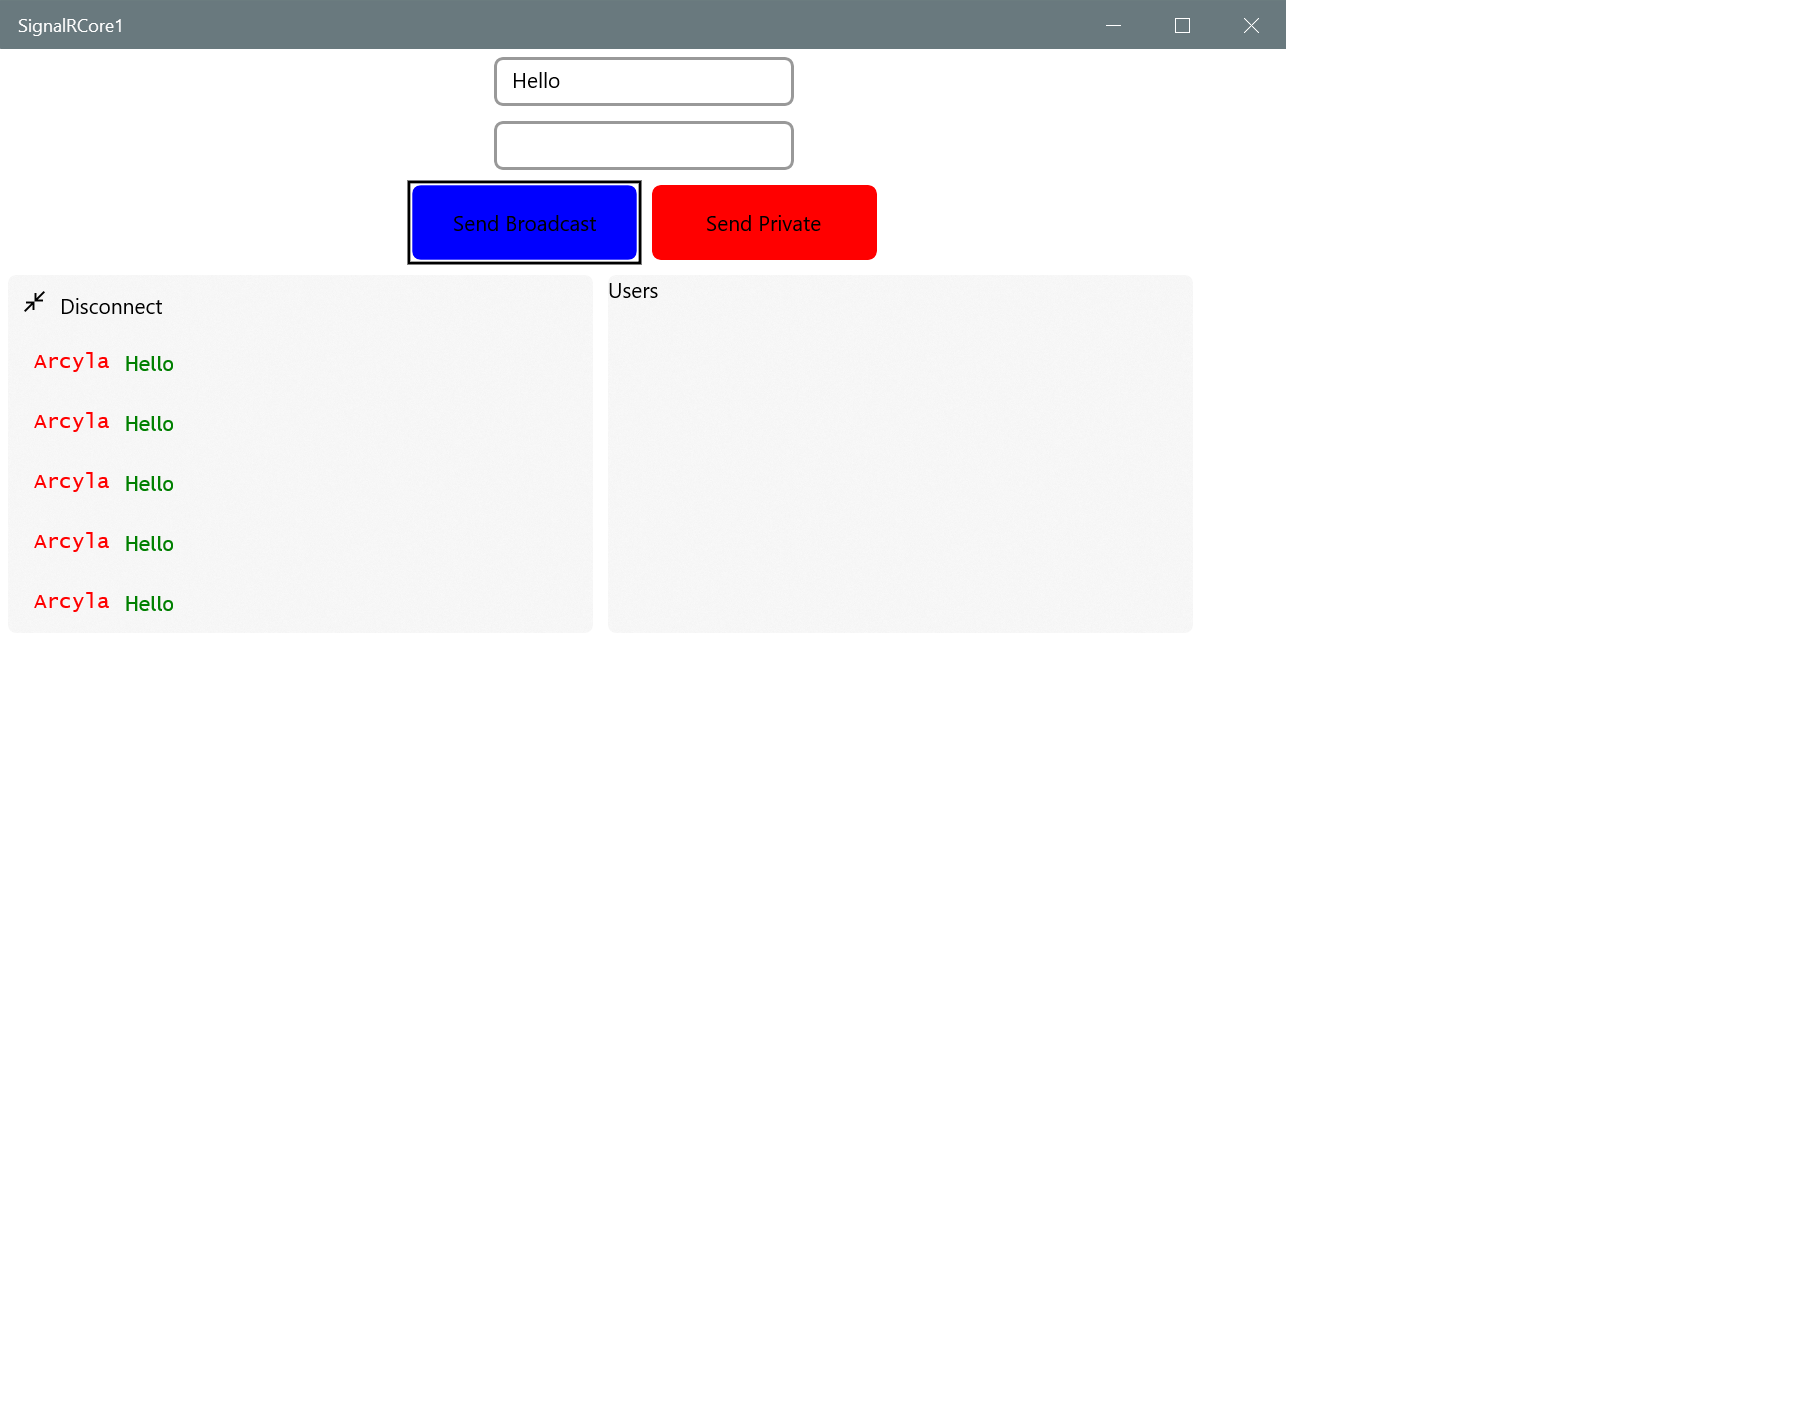 SignalRCore1
Hello
Send Broadcast
Send Private
Disconnect
Arcyla Hello
Arcyla Hello
Arcyla Hello
Arcyla Hello
Arcyla Hello
Users